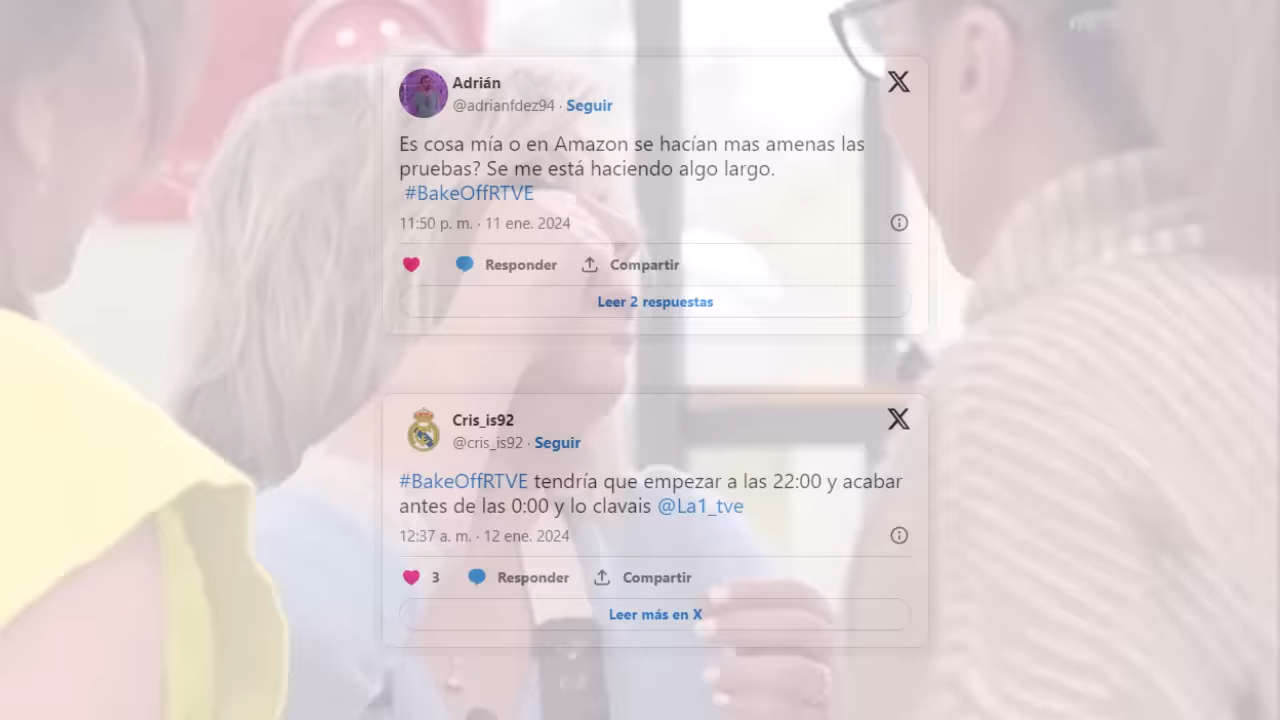 Adrián
@adrianfdez94 · Seguir
Es cosa mía o en Amazon se hacían mas amenas las
pruebas? Se me está haciendo algo largo.
#BakeOffRTVE
11:50 p. m. · 11 ene. 2024
Responder Compartir
Leer 2 respuestas
Cris_is92
@cris_is92 · Seguir
#BakeOffRTVE tendría que empezar a las 22:00 y acabar
antes de las 0:00 y lo clavais @La1_tve
12:37 a. m. · 12 ene. 2024
3 Responder Compartir
Leer más en X